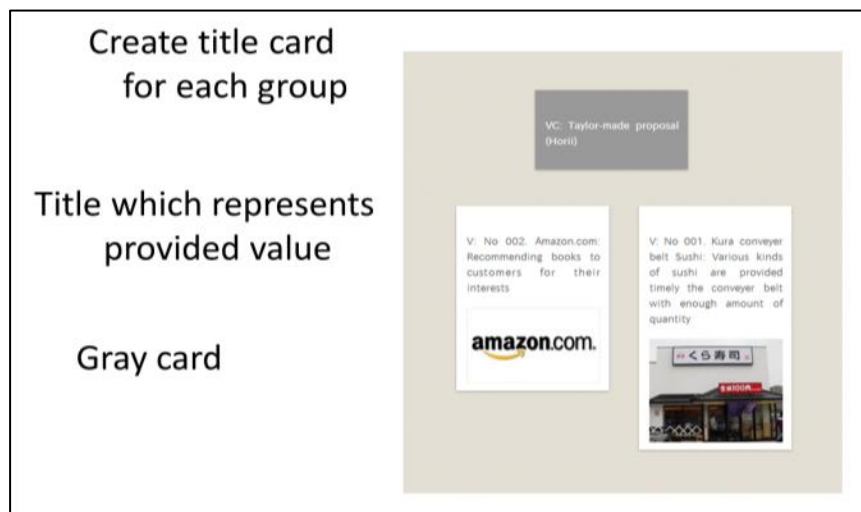 Create title card
for each group
Title which represents
provided value
Gray card
VC: Taylor-made proposal
(Horii)
V: No 002. Amazon.com:
Recommending books to
customers for their
interests
amazon.com.
V: No 001. Kura conveyer
belt Sushi: Various kinds
of sushi are provided
timely the conveyer belt
with enough amount of
quantity
くら寿司